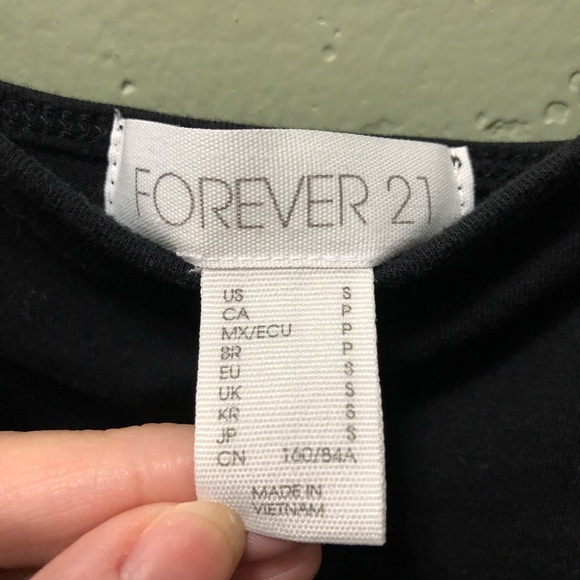 FOREVER 21
US S
CA P
MX/ECU P
BR P
EU S
UK S
KR S
JP S
CN 160/84A
MADE IN
VIETNAM